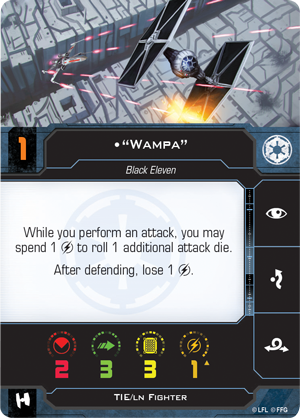 1
•“Wampa”
Black Eleven
While you perform an attack, you may
spend 1 to roll 1 additional attack die.
After defending, lose 1 .
2 3 3 1
TIE/ln Fighter
©LFL ©FFG